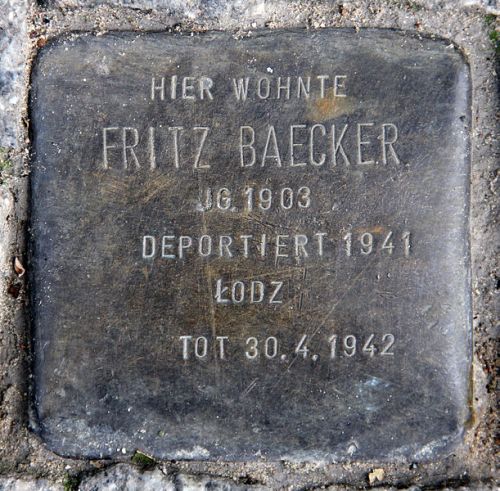 HIER WOHNTE
FRITZ BAECKER
JG. 1903
DEPORTIERT 1941
ŁODZ
TOT 30.4.1942